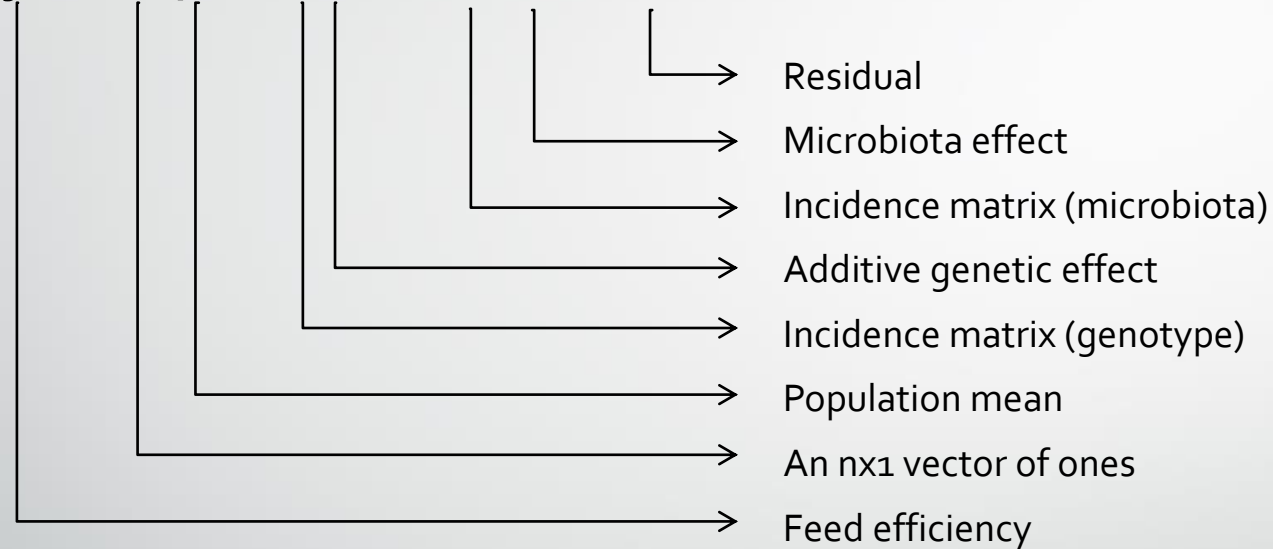 Residual
Microbiota effect
Incidence matrix (microbiota)
Additive genetic effect
Incidence matrix (genotype)
Population mean
An nx1 vector of ones
Feed efficiency